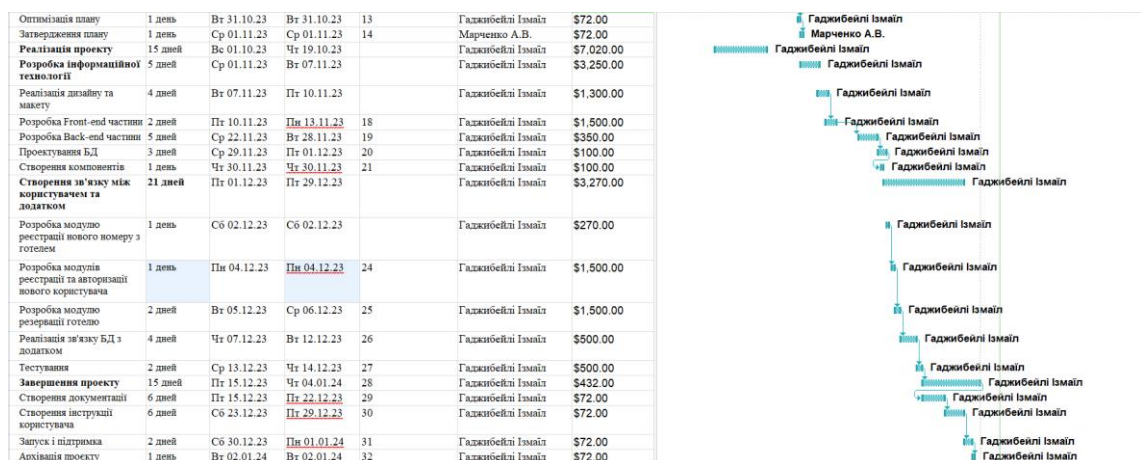 Оптимізація плану 1 день Вт 31.10.23 Вт 31.10.23 13 Гаджибейлі Ізмаїл $72.00 Гаджибейлі Ізмаїл
Затвердження плану 1 день Ср 01.11.23 Ср 01.11.23 14 Марченко А.В. $72.00 Марченко А.В.
Реалізація проекту 15 дней Вс 01.10.23 Чт 19.10.23 Гаджибейлі Ізмаїл $7,020.00 Гаджибейлі Ізмаїл
Розробка інформаційної 5 дней Ср 01.11.23 Вт 07.11.23 Гаджибейлі Ізмаїл $3,250.00 Гаджибейлі Ізмаїл
технології
Реалізація дизайну та 4 дней Вт 07.11.23 Пт 10.11.23 Гаджибейлі Ізмаїл $1,300.00 Гаджибейлі Ізмаїл
макету
Розробка Front-end частини 2 дней Пт 10.11.23 Пн 13.11.23 18 Гаджибейлі Ізмаїл $1,500.00 Гаджибейлі Ізмаїл
Розробка Back-end частини 5 дней Ср 22.11.23 Вт 28.11.23 19 Гаджибейлі Ізмаїл $350.00 Гаджибейлі Ізмаїл
Проектування БД 3 дней Ср 29.11.23 Пт 01.12.23 20 Гаджибейлі Ізмаїл $100.00 Гаджибейлі Ізмаїл
Створення компонентів 1 день Чт 30.11.23 Чт 30.11.23 21 Гаджибейлі Ізмаїл $100.00 Гаджибейлі Ізмаїл
Створення зв'язку між 21 дней Пт 01.12.23 Пт 29.12.23 Гаджибейлі Ізмаїл $3,270.00 Гаджибейлі Ізмаїл
користувачем та
додатком
Розробка модулю 1 день Сб 02.12.23 Сб 02.12.23 Гаджибейлі Ізмаїл $270.00 Гаджибейлі Ізмаїл
реєстрації нового номеру з
готелем
Розробка модулів 1 день Пн 04.12.23 Пн 04.12.23 24 Гаджибейлі Ізмаїл $1,500.00 Гаджибейлі Ізмаїл
реєстрації та авторизації
нового користувача
Розробка модулю 2 дней Вт 05.12.23 Ср 06.12.23 25 Гаджибейлі Ізмаїл $1,500.00 Гаджибейлі Ізмаїл
резервації готелю
Реалізація зв'язку БД з 4 дней Чт 07.12.23 Вт 12.12.23 26 Гаджибейлі Ізмаїл $500.00 Гаджибейлі Ізмаїл
додатком
Тестування 2 дней Ср 13.12.23 Чт 14.12.23 27 Гаджибейлі Ізмаїл $500.00 Гаджибейлі Ізмаїл
Завершення проекту 15 дней Пт 15.12.23 Чт 04.01.24 28 Гаджибейлі Ізмаїл $432.00 Гаджибейлі Ізмаїл
Створення документації 6 дней Пт 15.12.23 Пт 22.12.23 29 Гаджибейлі Ізмаїл $72.00 Гаджибейлі Ізмаїл
Створення інструкції 6 дней Сб 23.12.23 Пт 29.12.23 30 Гаджибейлі Ізмаїл $72.00 Гаджибейлі Ізмаїл
користувача
Запуск і підтримка 2 дней Сб 30.12.23 Пн 01.01.24 31 Гаджибейлі Ізмаїл $72.00 Гаджибейлі Ізмаїл
Архівація проєкту 1 день Вт 02.01.24 Вт 02.01.24 32 Гаджибейлі Ізмаїл $72.00 Гаджибейлі Ізмаїл